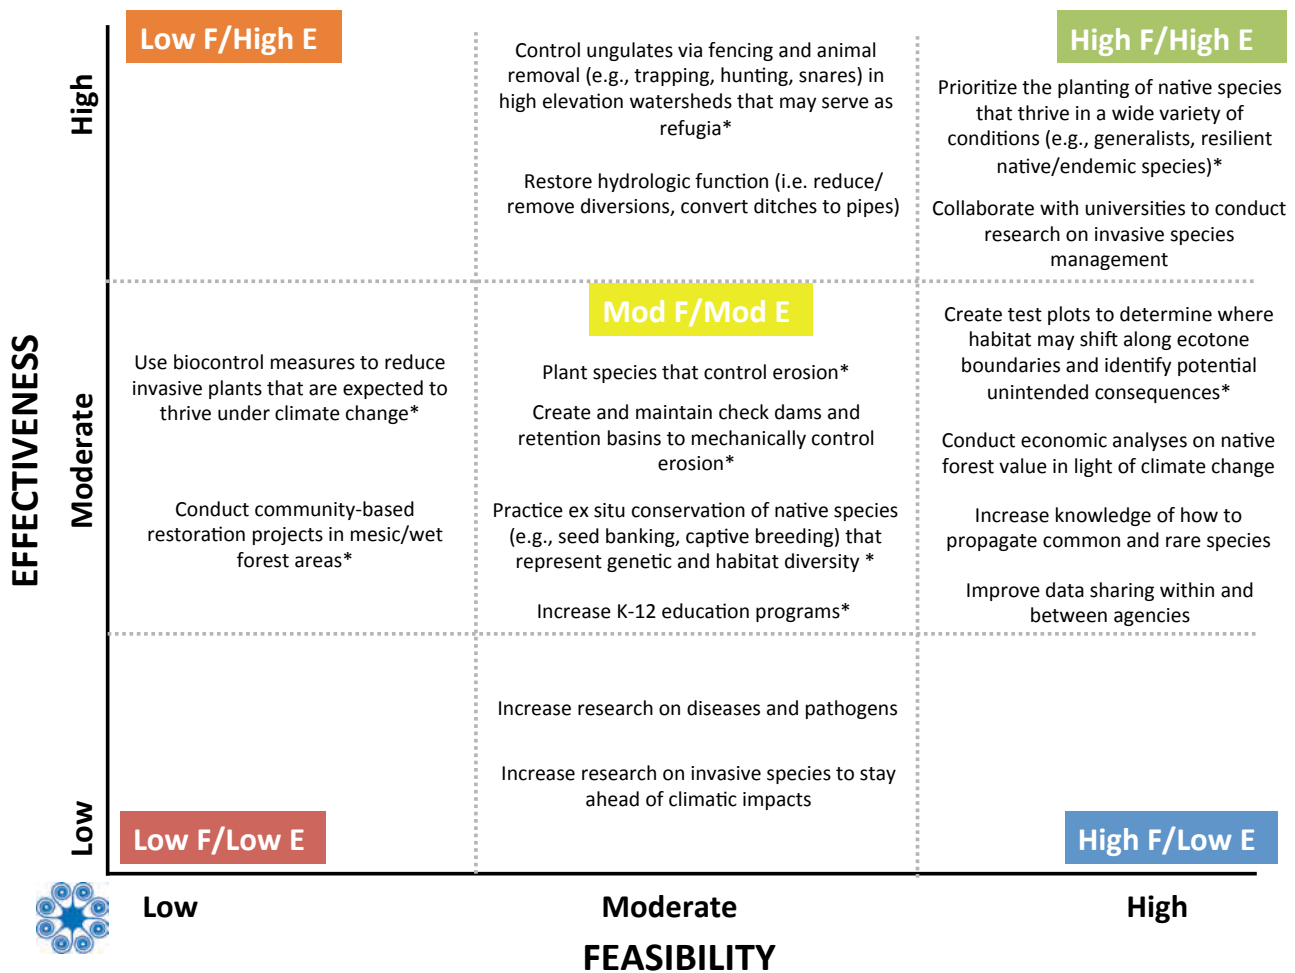 Low F/High E
Control ungulates via fencing and animal
removal (e.g., trapping, hunting, snares) in
high elevation watersheds that may serve as
refugia*
Restore hydrologic function (i.e. reduce/
remove diversions, convert ditches to pipes)
High F/High E
Prioritize the planting of native species
that thrive in a wide variety of
conditions (e.g., generalists, resilient
native/endemic species)*
Collaborate with universities to conduct
research on invasive species
management
High
EFFECTIVENESS
Moderate
Use biocontrol measures to reduce
invasive plants that are expected to
thrive under climate change*
Conduct community-based
restoration projects in mesic/wet
forest areas*
Mod F/Mod E
Plant species that control erosion*
Create and maintain check dams and
retention basins to mechanically control
erosion*
Practice ex situ conservation of native species
(e.g., seed banking, captive breeding) that
represent genetic and habitat diversity *
Increase K-12 education programs*
Create test plots to determine where
habitat may shift along ecotone
boundaries and identify potential
unintended consequences*
Conduct economic analyses on native
forest value in light of climate change
Increase knowledge of how to
propagate common and rare species
Improve data sharing within and
between agencies
Low
Low F/Low E
Increase research on diseases and pathogens
Increase research on invasive species to stay
ahead of climatic impacts
High F/Low E
Low
Moderate
High
FEASIBILITY